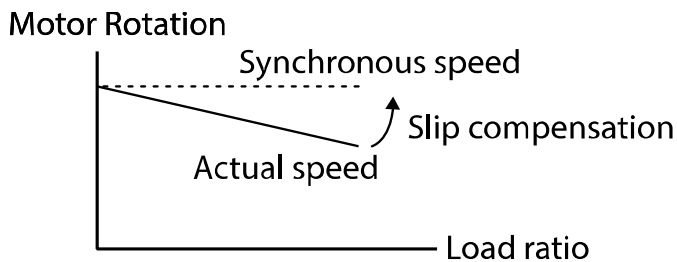 Motor Rotation
Synchronous speed
Slip compensation
Actual speed
Load ratio